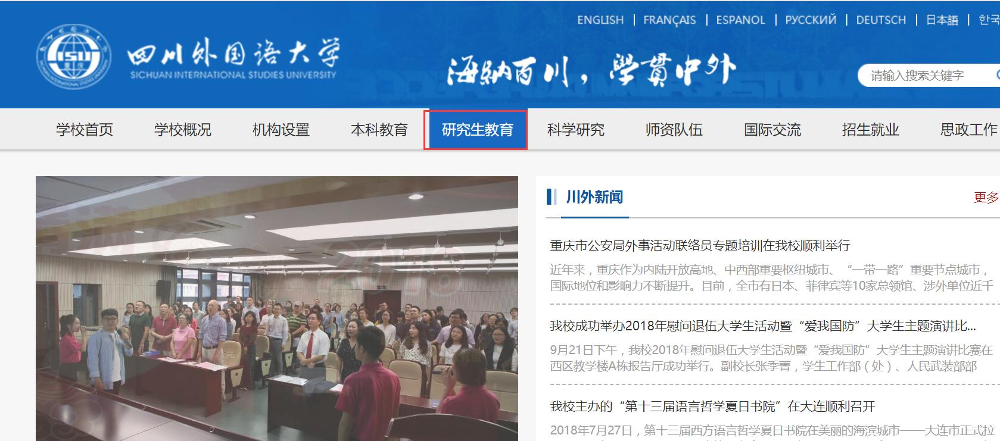 ENGLISH | FRANÇAIS | ESPANOL | РУССКИЙ | DEUTSCH | 日本語 | 한국
四川外国语大学
SICHUAN INTERNATIONAL STUDIES UNIVERSITY
SISU
海納百川，學貫中外
请输入搜索关键字
学校首页 学校概况 机构设置 本科教育 研究生教育 科学研究 师资队伍 国际交流 招生就业 思政工作
2018
川外新闻
更多
重庆市公安局外事活动联络员专题培训在我校顺利举行
近年来，重庆作为内陆开放高地、中西部重要枢纽城市、“一带一路”重要节点城市，
国际地位和影响力不断提升。目前，全市有日本、菲律宾等10家总领馆、涉外单位近千
我校成功举办2018年慰问退伍大学生活动暨“爱我国防”大学生主题演讲比...
9月21日下午，我校2018年慰问退伍大学生活动暨“爱我国防”大学生主题演讲比赛在
西区教学楼A栋报告厅成功举行。副校长张季菁，学生工作部（处）、人民武装部部
我校主办的“第十三届语言哲学夏日书院”在大连顺利召开
2018年7月27日，第十三届西方语言哲学夏日书院在美丽的海滨城市——大连市正式拉